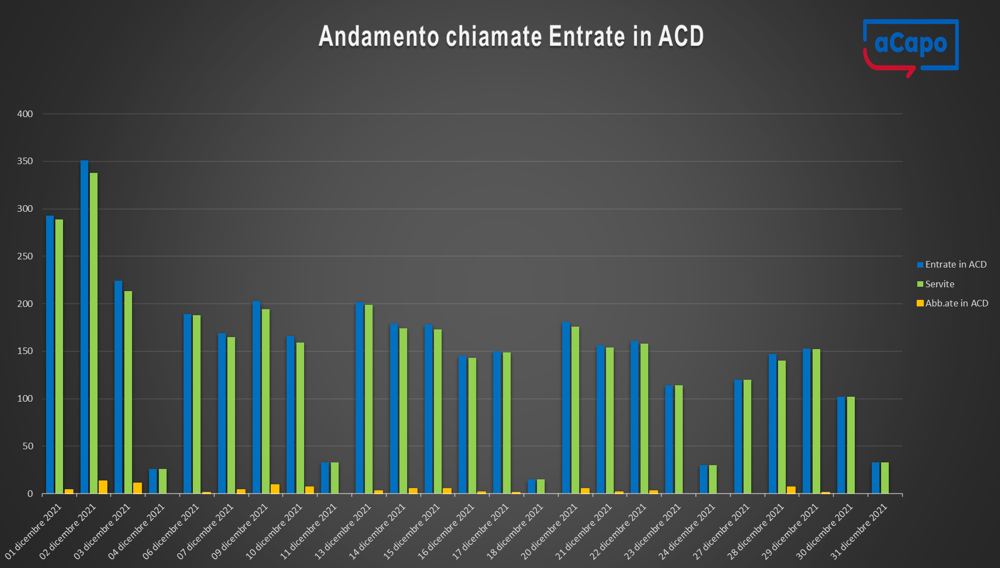 Andamento chiamate Entrate in ACD
aCapo
400
350
300
250
200
150
100
50
0
Entrate in ACD
Servite
Abb.ate in ACD
01 dicembre 2021
02 dicembre 2021
03 dicembre 2021
04 dicembre 2021
06 dicembre 2021
07 dicembre 2021
09 dicembre 2021
10 dicembre 2021
11 dicembre 2021
13 dicembre 2021
14 dicembre 2021
15 dicembre 2021
16 dicembre 2021
17 dicembre 2021
18 dicembre 2021
20 dicembre 2021
21 dicembre 2021
22 dicembre 2021
23 dicembre 2021
24 dicembre 2021
27 dicembre 2021
28 dicembre 2021
29 dicembre 2021
30 dicembre 2021
31 dicembre 2021